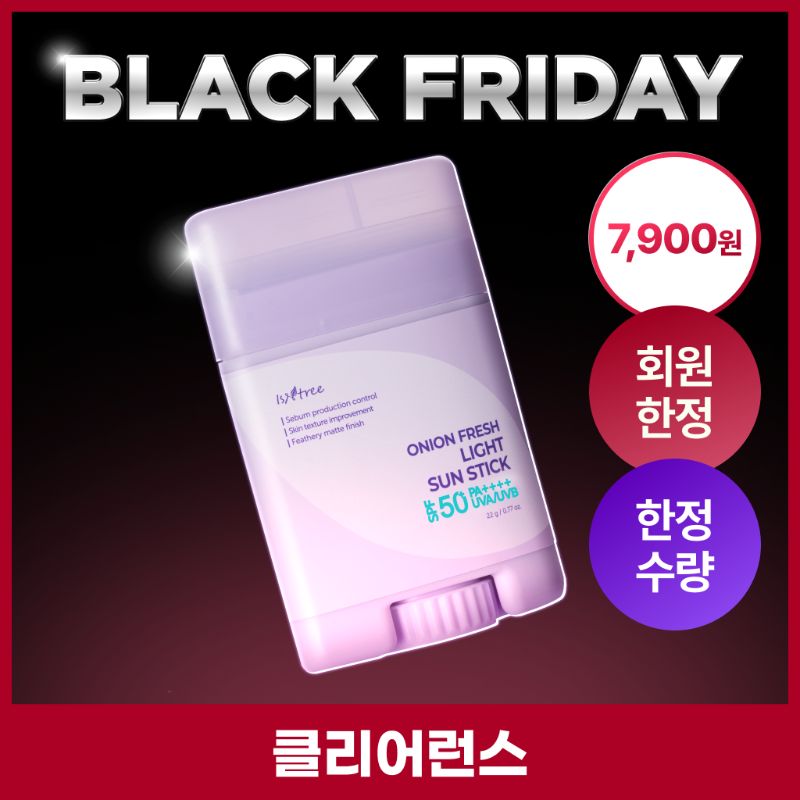 BLACK FRIDAY
7,900원
회원
한정
한정
수량
Isntree
Sebum production control
Skin texture improvement
Feathery matte finish
ONION FRESH
LIGHT
SUN STICK
SPF 50+ PA++++
UVA/UVB
22 g / 0.77 oz.
클리어런스